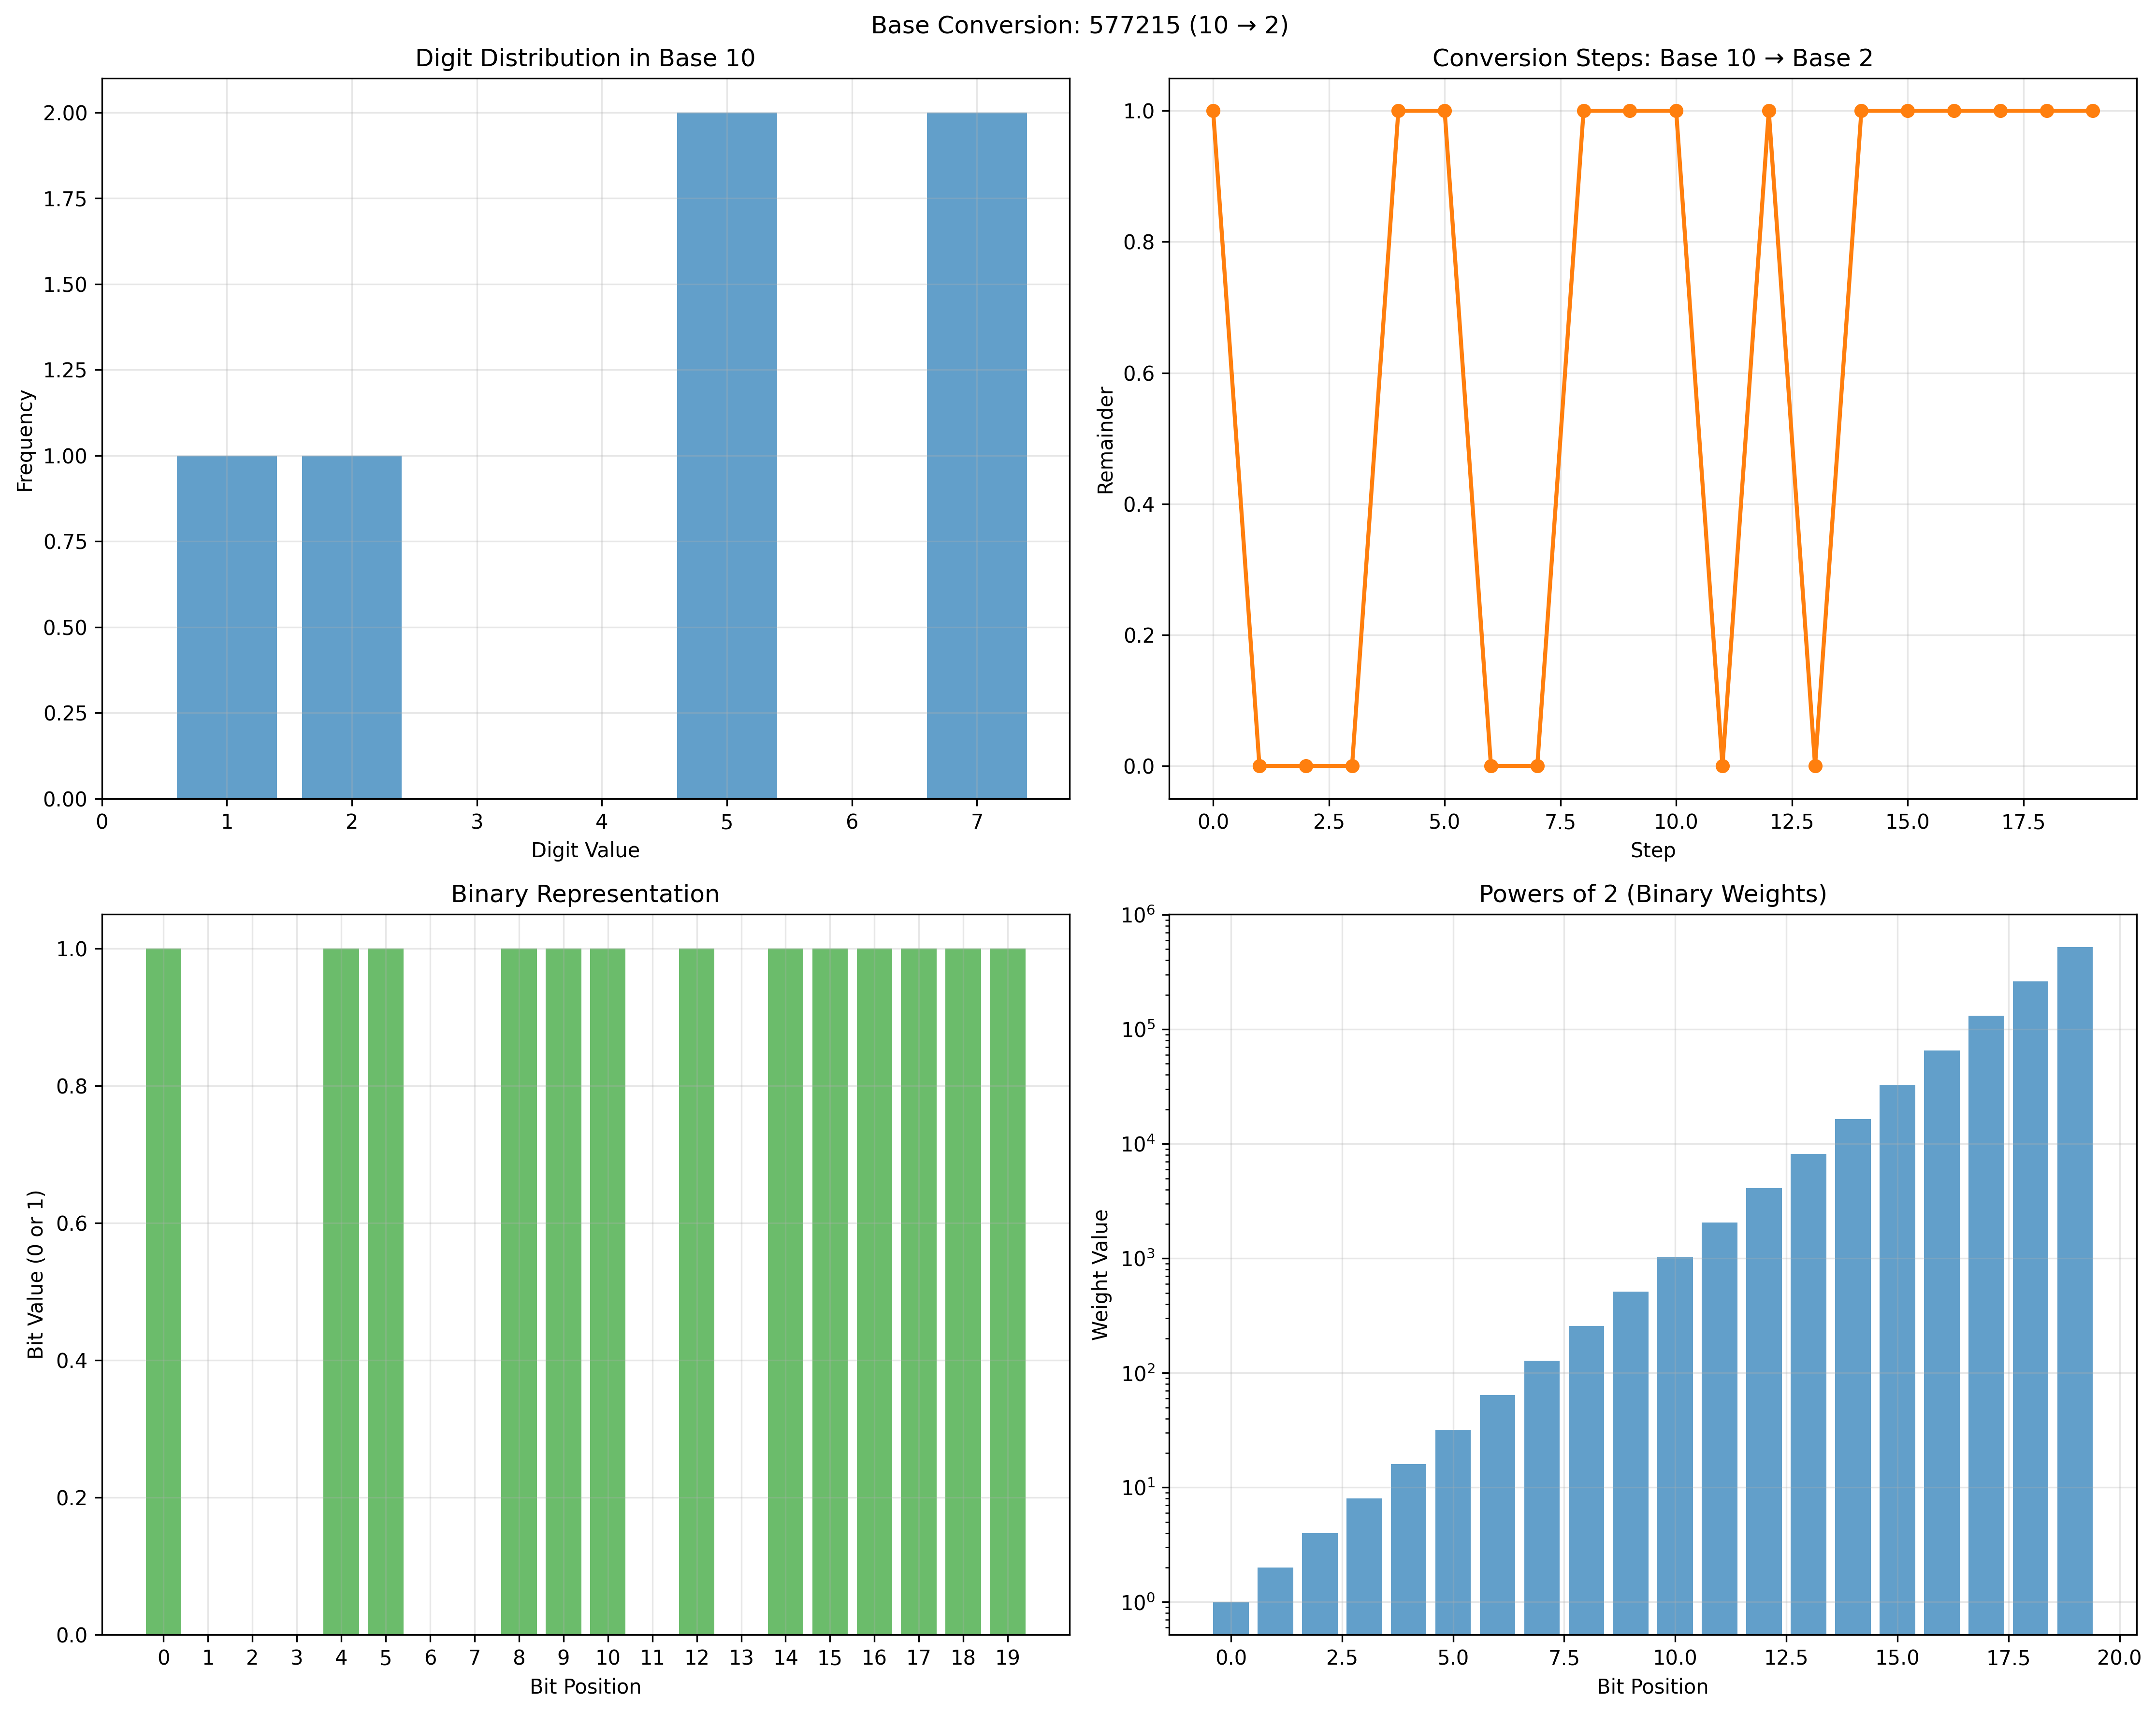 Base Conversion: 577215 (10 → 2)
Digit Distribution in Base 10
2.00
1.75
1.50
1.25
1.00
0.75
0.50
0.25
0.00
Frequency
0 1 2 3 4 5 6 7
Digit Value
Conversion Steps: Base 10 → Base 2
1.0
0.8
0.6
0.4
0.2
0.0
Remainder
0.0 2.5 5.0 7.5 10.0 12.5 15.0 17.5
Step
Binary Representation
1.0
0.8
0.6
0.4
0.2
0.0
Bit Value (0 or 1)
0 1 2 3 4 5 6 7 8 9 10 11 12 13 14 15 16 17 18 19
Bit Position
Powers of 2 (Binary Weights)
10⁶
10⁵
10⁴
10³
10²
10¹
10⁰
Weight Value
0.0 2.5 5.0 7.5 10.0 12.5 15.0 17.5 20.0
Bit Position